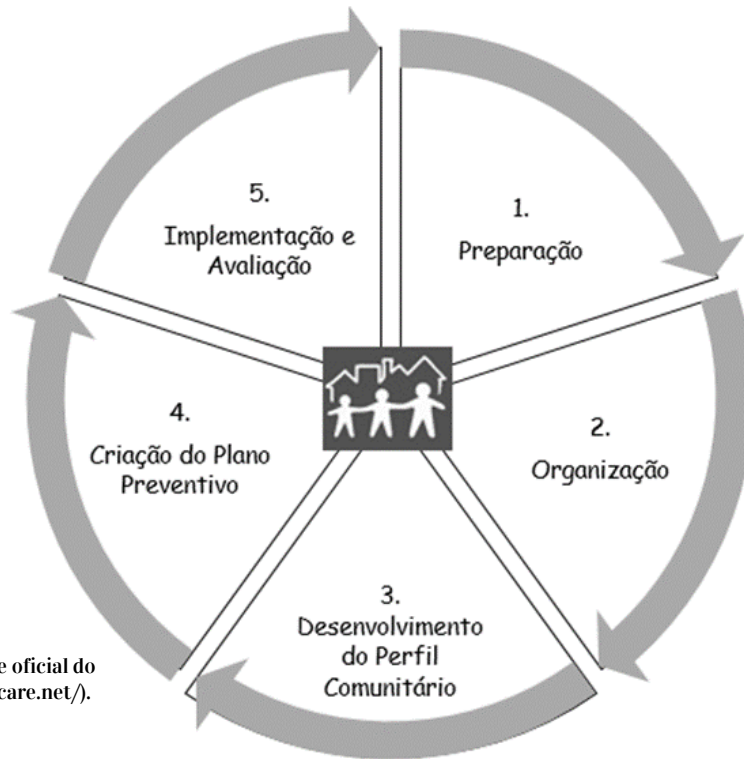 1.
Preparação
2.
Organização
3.
Desenvolvimento
do Perfil
Comunitário
4.
Criação do Plano
Preventivo
5.
Implementação e
Avaliação
e oficial do
care.net/).